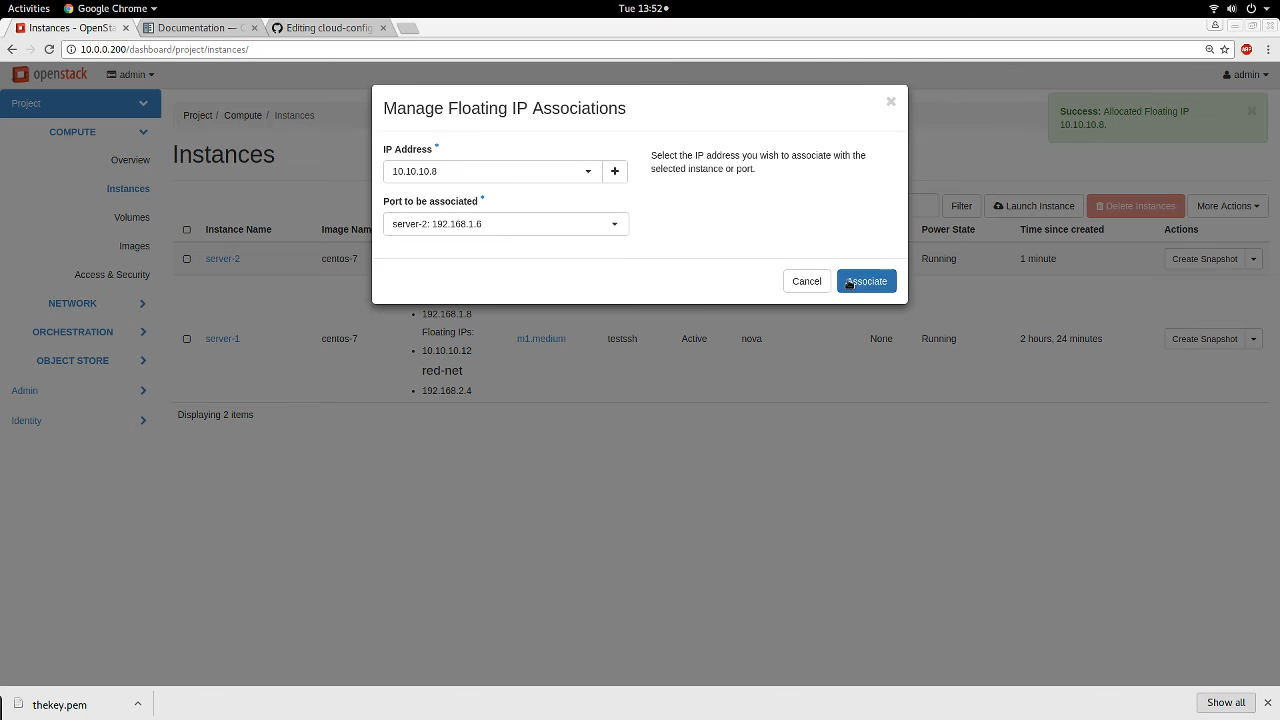 Activities
Google Chrome
Tue 13:52
Instances - OpenSta
Documentation — C
Editing cloud-config
10.0.0.200/dashboard/project/instances/
ABP
openstack
admin
admin
Project
COMPUTE
Overview
Instances
Volumes
Images
Access & Security
NETWORK
ORCHESTRATION
OBJECT STORE
Admin
Identity
Project / Compute / Instances
Instances
Success: Allocated Floating IP
10.10.10.8.
Manage Floating IP Associations
IP Address *
10.10.10.8
Port to be associated *
server-2: 192.168.1.6
Select the IP address you wish to associate with the
selected instance or port.
Cancel
Associate
Filter
Launch Instance
Delete Instances
More Actions
Instance Name
Image Nam
Power State
Time since created
Actions
server-2
centos-7
Running
1 minute
Create Snapshot
192.168.1.8
Floating IPs:
10.10.10.12
red-net
192.168.2.4
server-1
centos-7
m1.medium
testssh
Active
nova
None
Running
2 hours, 24 minutes
Create Snapshot
Displaying 2 items
thekey.pem
Show all